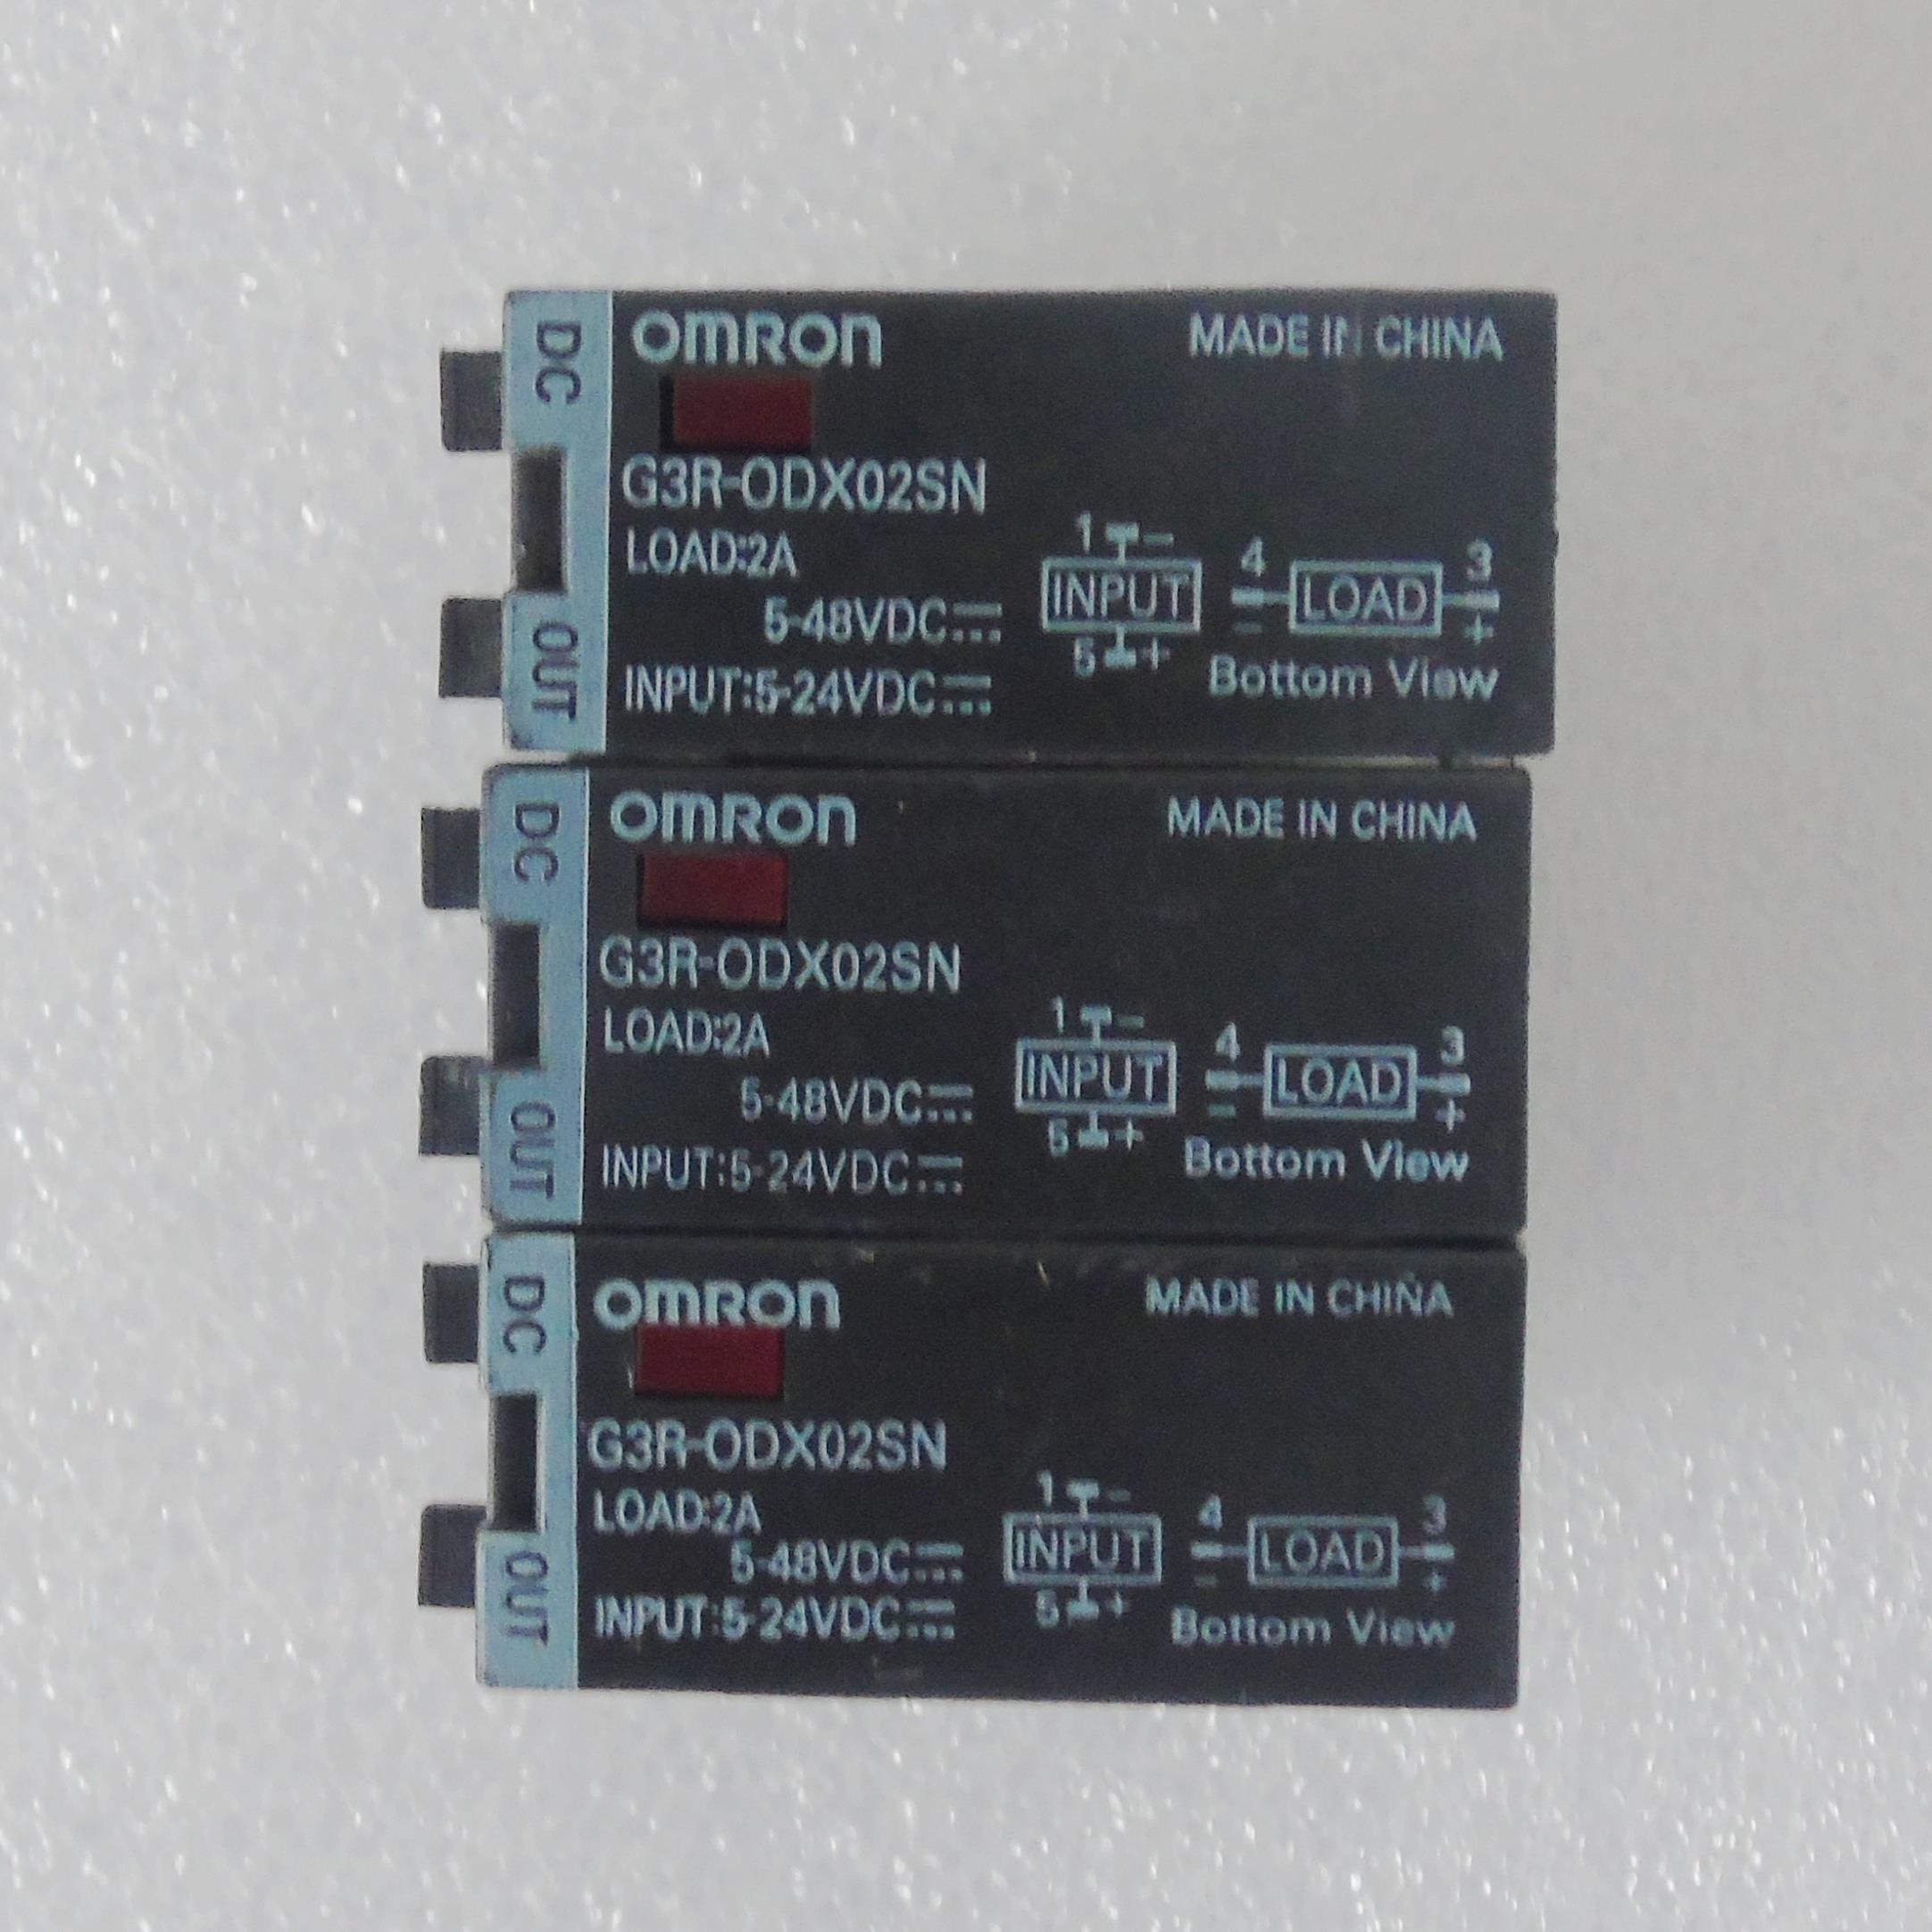 DC
OUT
OMRON
MADE IN CHINA
G3R-ODX02SN
LOAD:2A
5-48VDC
INPUT:5-24VDC
1 -
INPUT
5 +
4 3
LOAD
- +
Bottom View
DC
OUT
OMRON
MADE IN CHINA
G3R-ODX02SN
LOAD:2A
5-48VDC
INPUT:5-24VDC
1 -
INPUT
5 +
4 3
LOAD
- +
Bottom View
DC
OUT
OMRON
MADE IN CHINA
G3R-ODX02SN
LOAD:2A
5-48VDC
INPUT:5-24VDC
1 -
INPUT
5 +
4 3
LOAD
- +
Bottom View